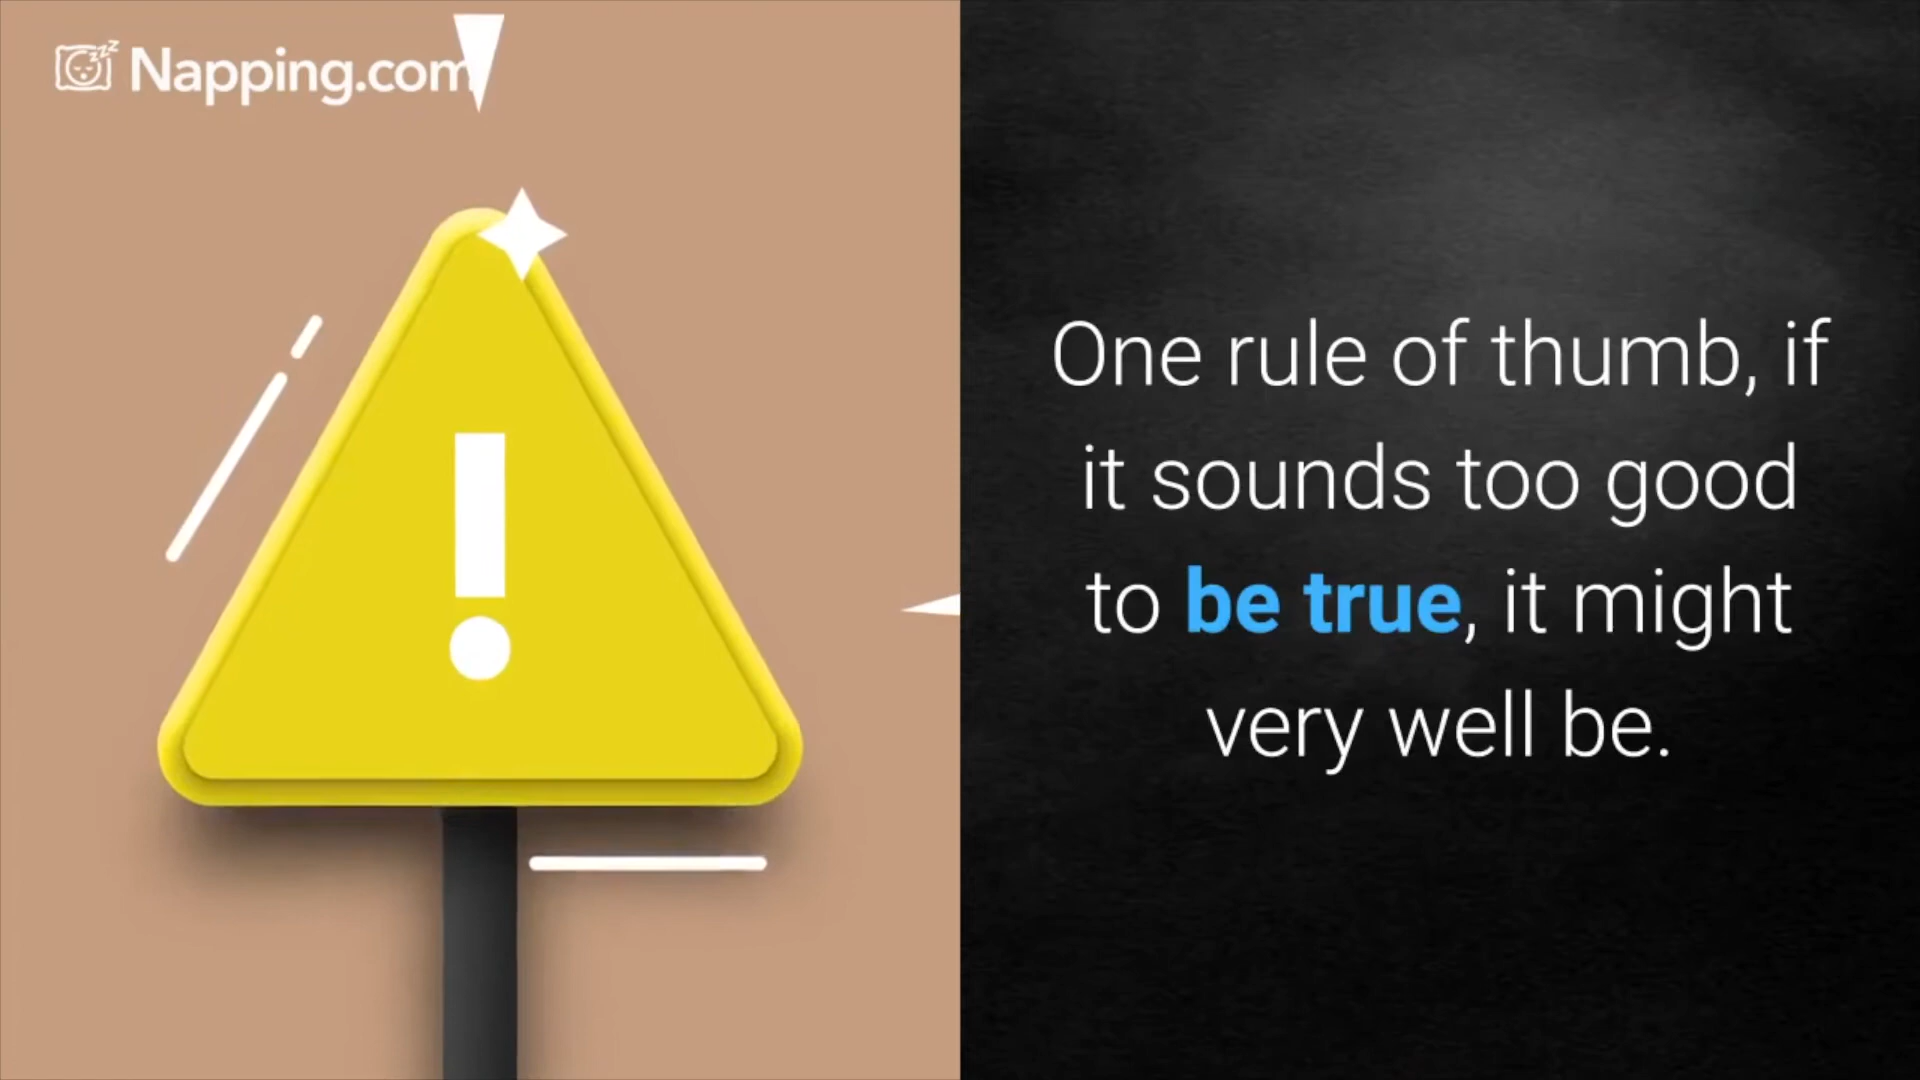 Napping.com
One rule of thumb, if
it sounds too good
to be true, it might
very well be.